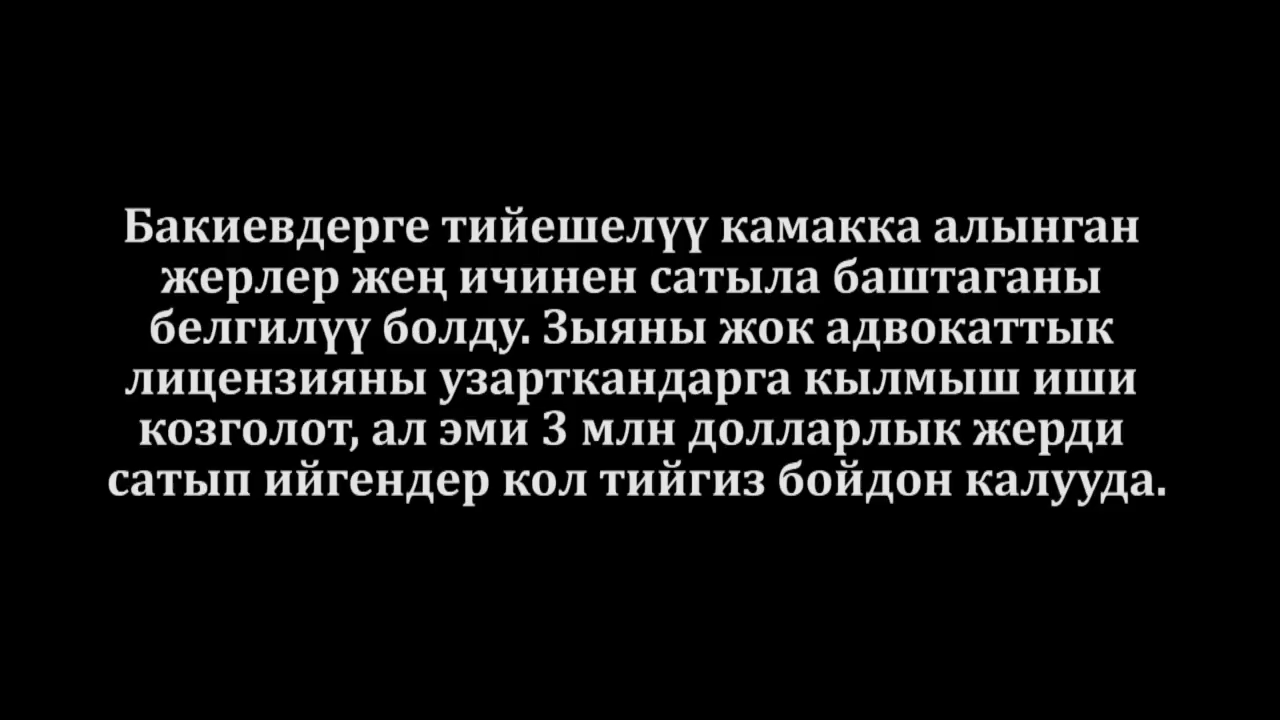 Бакиевдерге тийешелүү камакка алынган
жерлер жең ичинен сатыла баштаганы
белгилүү болду. Зыяны жок адвокаттык
лицензияны узарткандарга кылмыш иши
козголот, ал эми 3 млн долларлык жерди
сатып ийгендер кол тийгиз бойдон калууда.